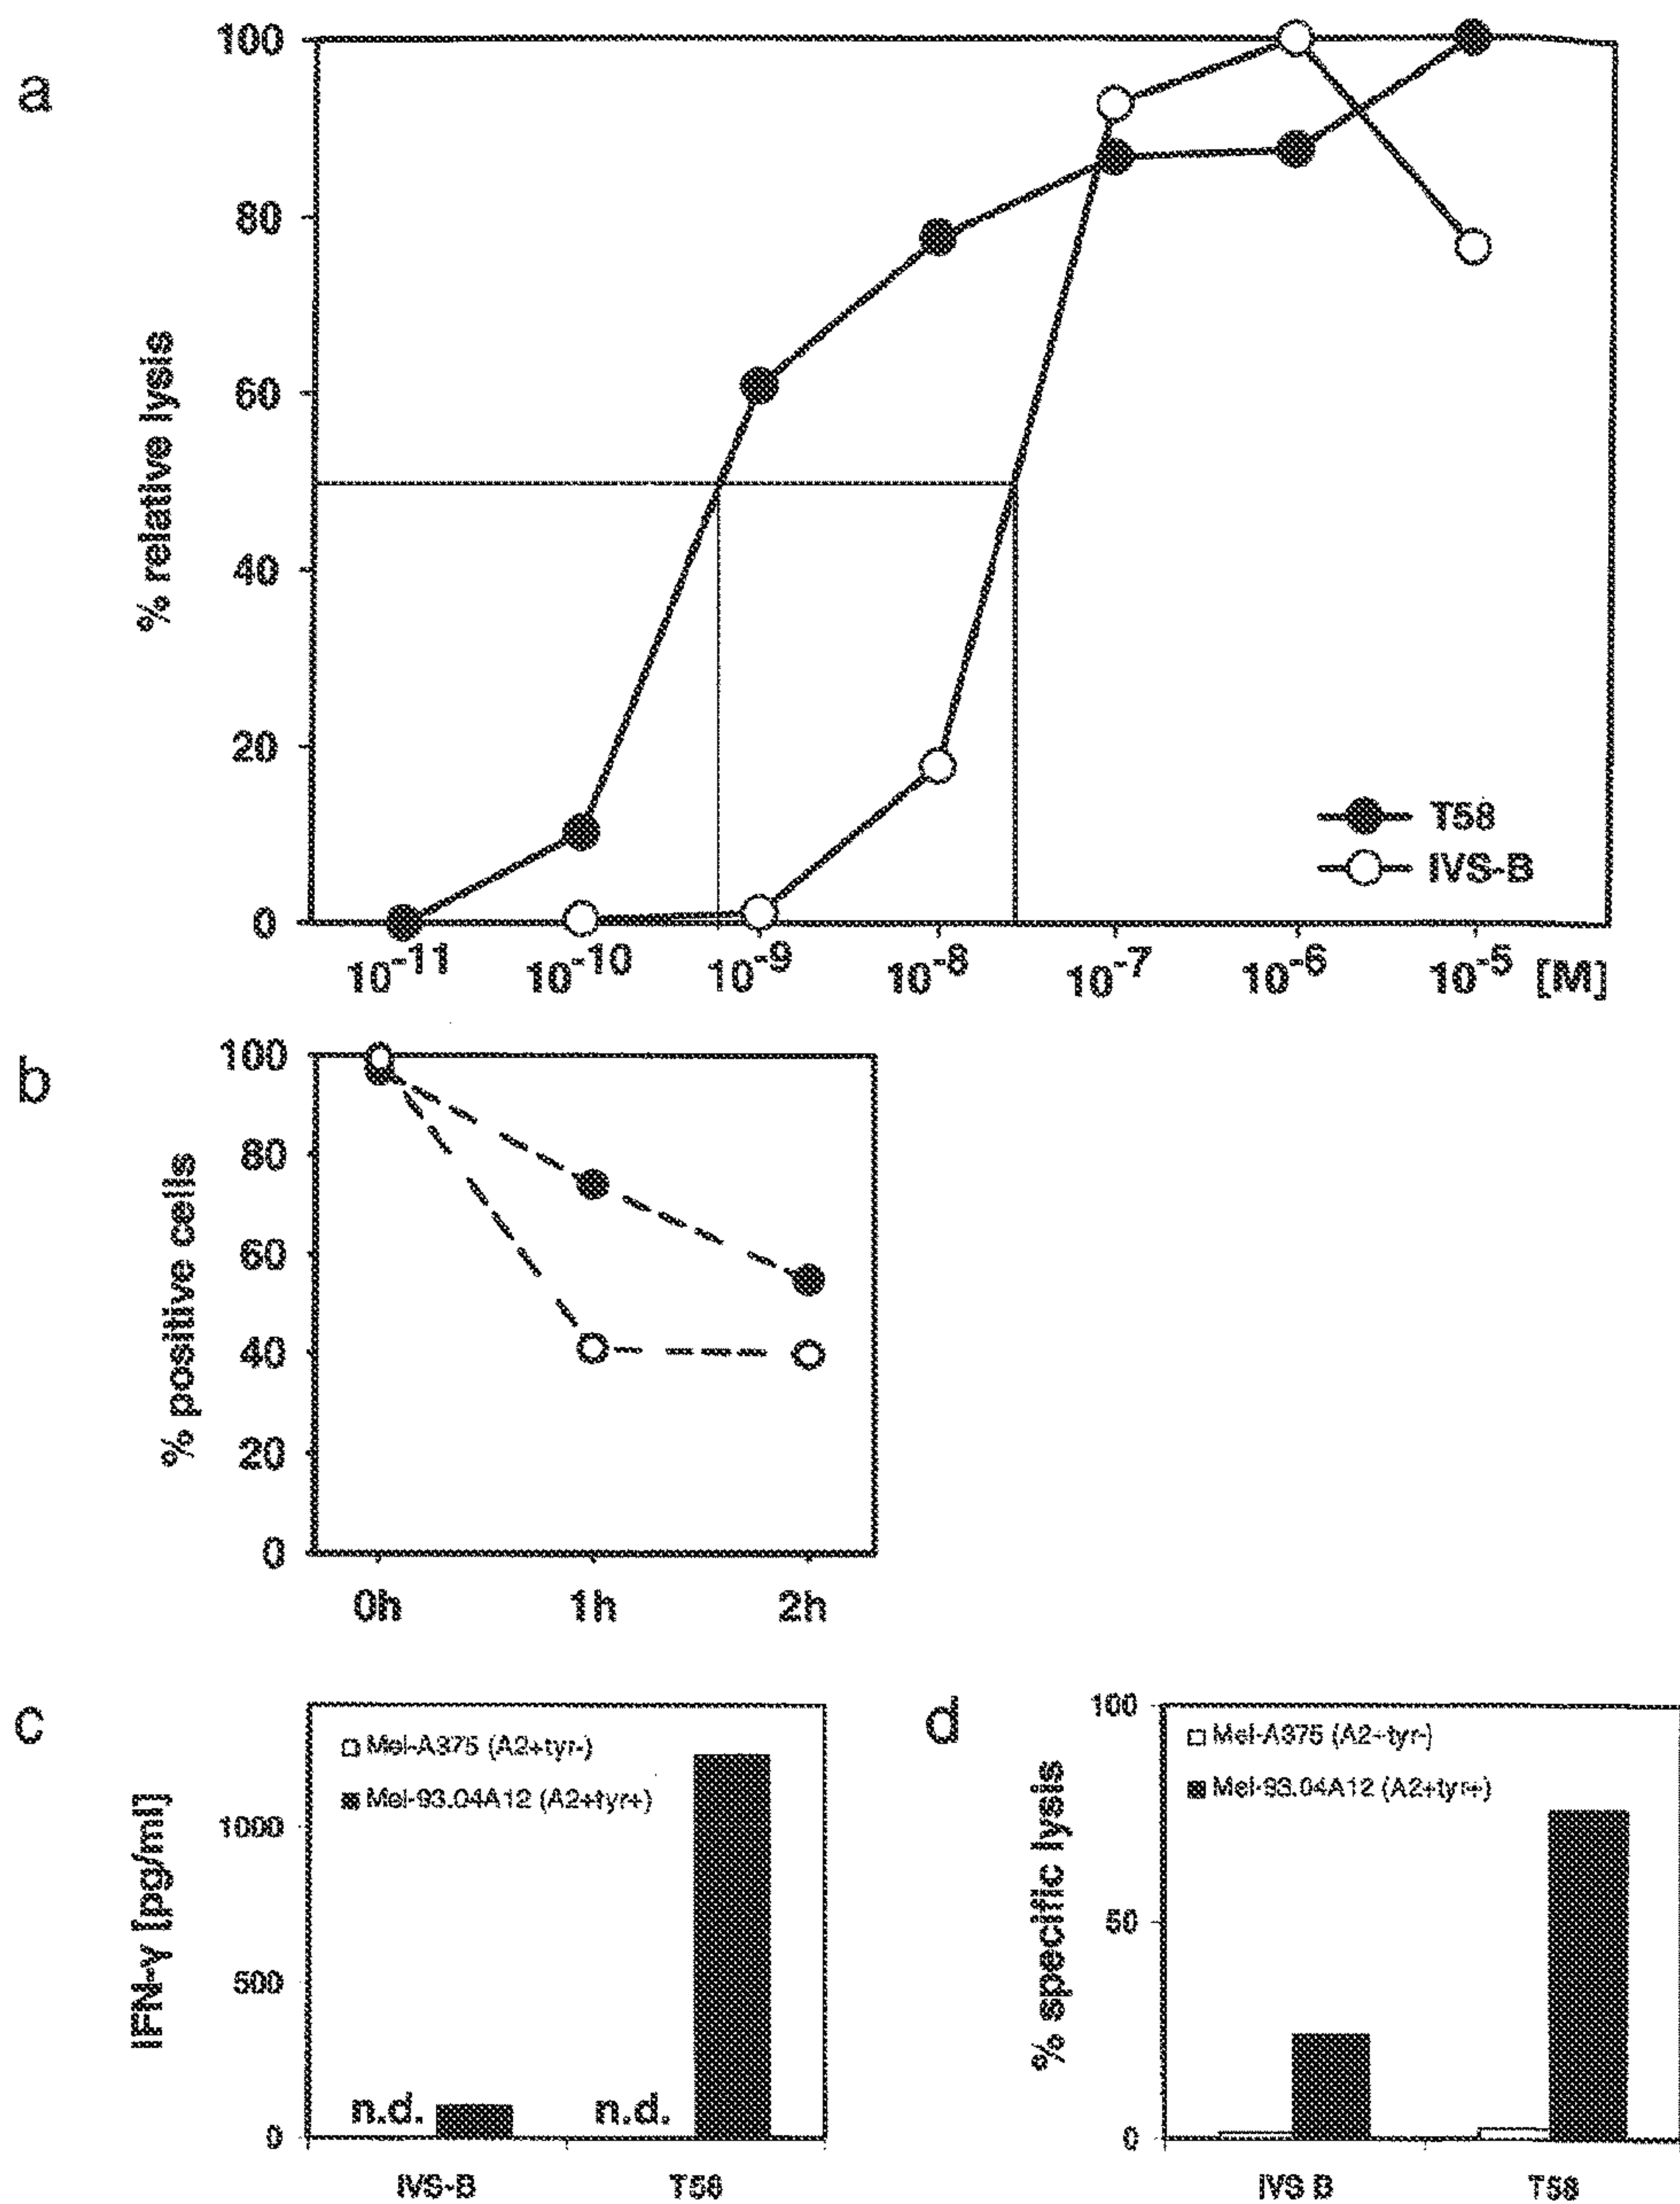 a
100
80
60
40
20
0
% relative lysis
T58
IVS-B
10-11 10-10 10-9 10-8 10-7 10-6 10-5 [M]
b
100
80
60
40
20
0
% positive cells
0h 1h 2h
c
IFN-γ [pg/ml]
1000
500
0
□ Mel-A375 (A2+tyr-)
■ Mel-93.04A12 (A2+tyr+)
n.d. n.d.
IVS-B T58
d
% specific lysis
100
50
0
□ Mel-A375 (A2+tyr-)
■ Mel-93.04A12 (A2+tyr+)
IVS B T58